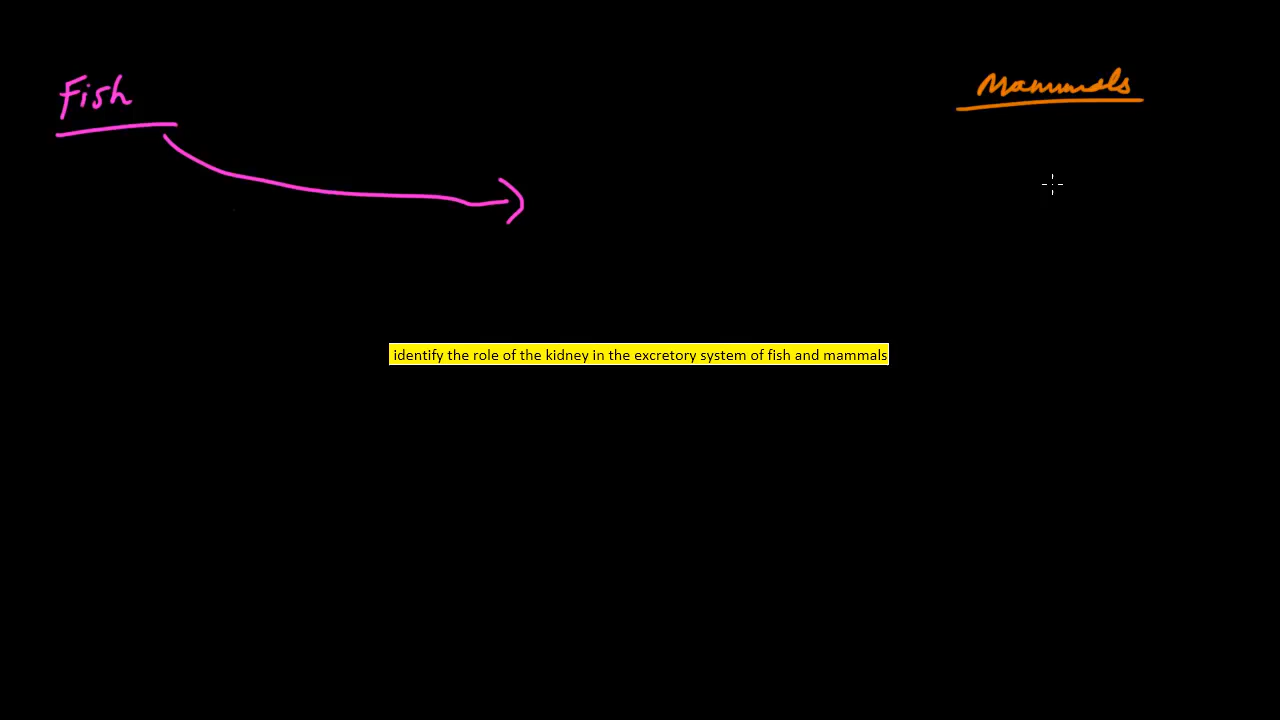 Fish
Mammals
identify the role of the kidney in the excretory system of fish and mammals